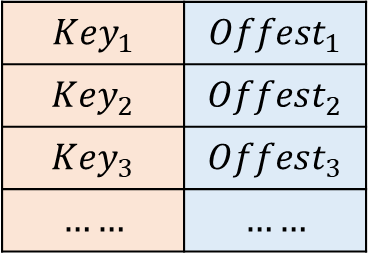 Key₁ Offest₁
Key₂ Offest₂
Key₃ Offest₃
... ... ... ...